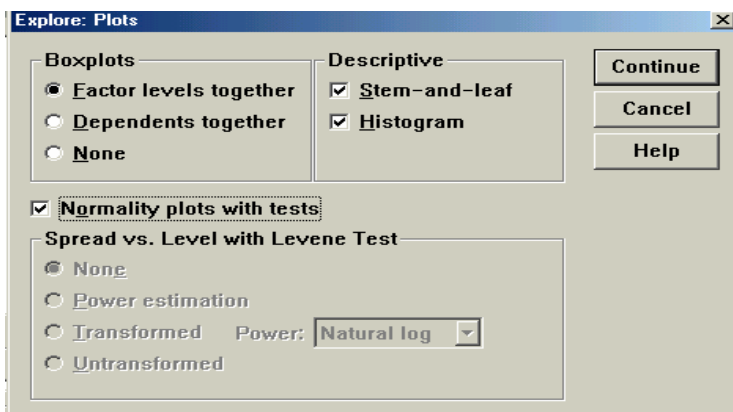 Explore: Plots
Boxplots
Factor levels together
Dependents together
None
Descriptive
Stem-and-leaf
Histogram
Continue
Cancel
Help
Normality plots with tests
Spread vs. Level with Levene Test
None
Power estimation
Transformed Power: Natural log
Untransformed